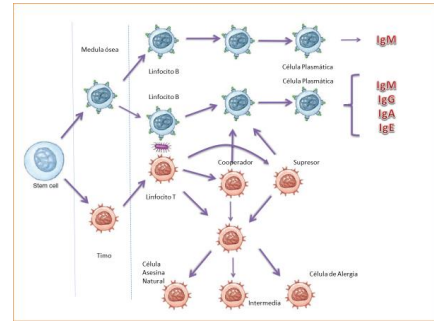 Medula ósea
Linfocito B
Célula Plasmática
IgM
Linfocito B
Célula Plasmática
IgM
IgG
IgA
IgE
Stem cell
Cooperador
Supresor
Linfocito T
Timo
Célula
Asesina
Natural
Intermedia
Célula de Alergia